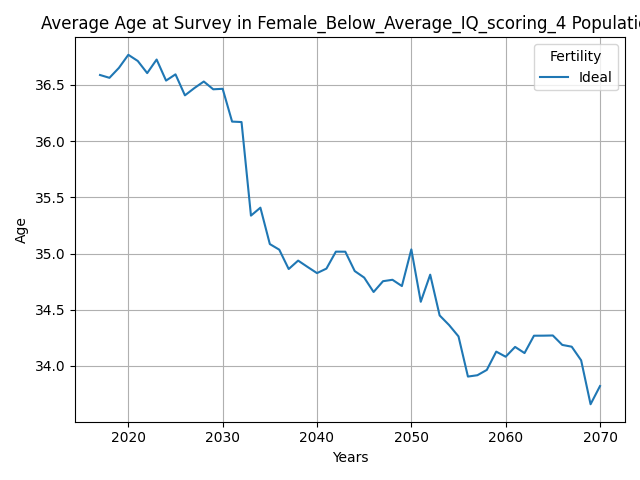 Average Age at Survey in Female_Below_Average_IQ_scoring_4 Populatio
Fertility
Ideal
36.5
36.0
35.5
35.0
34.5
34.0
Age
2020 2030 2040 2050 2060 2070
Years